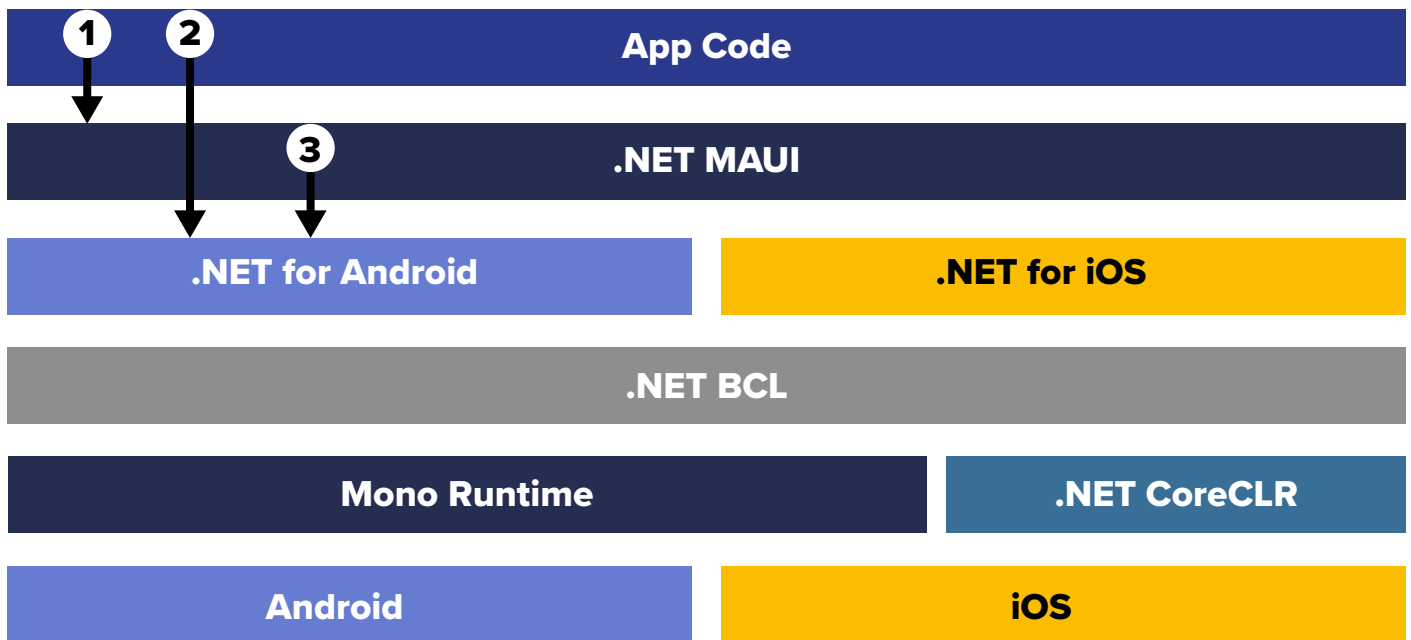 1 2 App Code
3 .NET MAUI
.NET for Android .NET for iOS
.NET BCL
Mono Runtime .NET CoreCLR
Android iOS